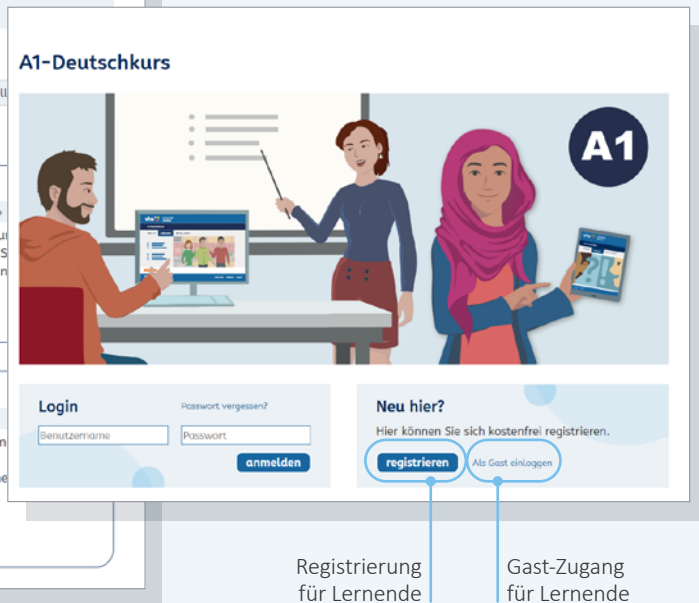 A1-Deutschkurs
A1
vhs
Login
Passwort vergessen?
Benutzername
Passwort
anmelden
Neu hier?
Hier können Sie sich kostenfrei registrieren.
registrieren
Als Gast einloggen
Registrierung
für Lernende
Gast-Zugang
für Lernende